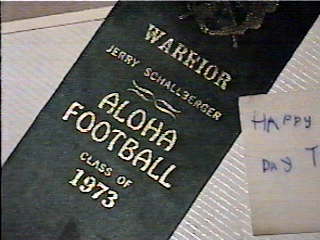 WARRIOR
JERRY SCHALLBERGER
ALOHA
FOOTBALL
CLASS OF
1973
HAPPY
DAY T